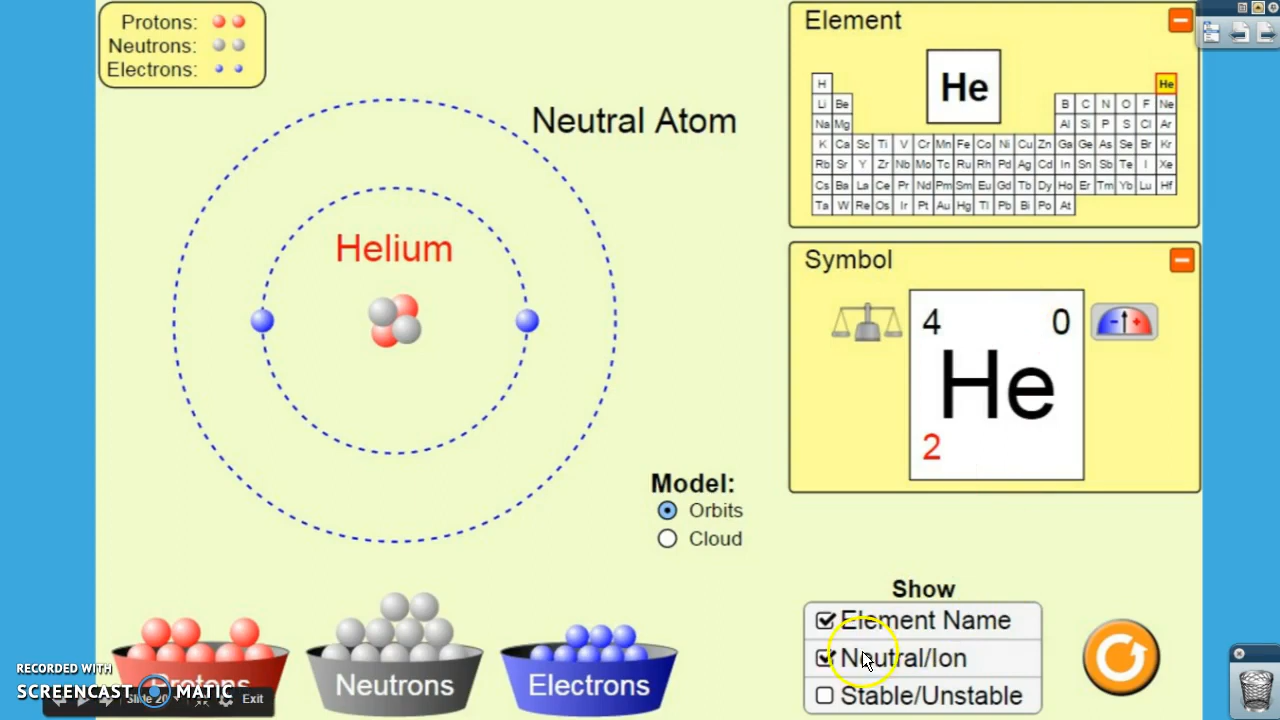 Protons:
Neutrons:
Electrons:
Neutral Atom
Helium
Element
He
H He
Li Be B C N O F Ne
Na Mg Al Si P S Cl Ar
K Ca Sc Ti V Cr Mn Fe Co Ni Cu Zn Ga Ge As Se Br Kr
Rb Sr Y Zr Nb Mo Tc Ru Rh Pd Ag Cd In Sn Sb Te I Xe
Cs Ba La Ce Pr Nd Pm Sm Eu Gd Tb Dy Ho Er Tm Yb Lu Hf
Ta W Re Os Ir Pt Au Hg Tl Pb Bi Po At
Symbol
4 0
He
2
- +
Model:
Orbits
Cloud
Show
Element Name
Neutral/Ion
Stable/Unstable
Protons
Neutrons
Electrons
RECORDED WITH
SCREENCAST MATIC
Exit